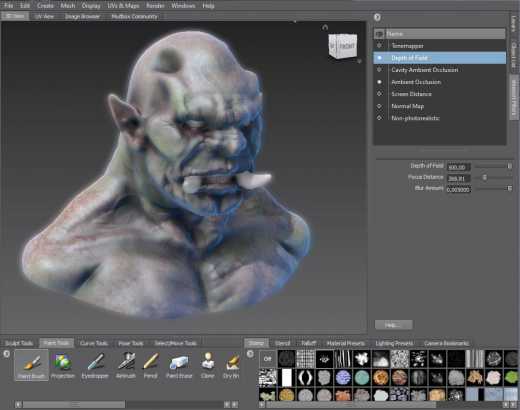 File Edit Create Mesh Display UV's & Maps Render Windows Help
3D View UV View Image Browser Mudbox Community
FRONT
Name
Tonemapper
Depth of Field
Cavity Ambient Occlusion
Ambient Occlusion
Screen Distance
Normal Map
Non-photorealistic
Layers
Object List
Viewport Filters
Depth of Field 500,00
Focus Distance 366,81
Blur Amount 0,003000
Help...
Sculpt Tools Paint Tools Curve Tools Pose Tools Select/Move Tools
Stamp Stencil Falloff Material Presets Lighting Presets Camera Bookmarks
Paint Brush Projection Eyedropper Airbrush Pencil Paint Erase Clone Dry Br
Off